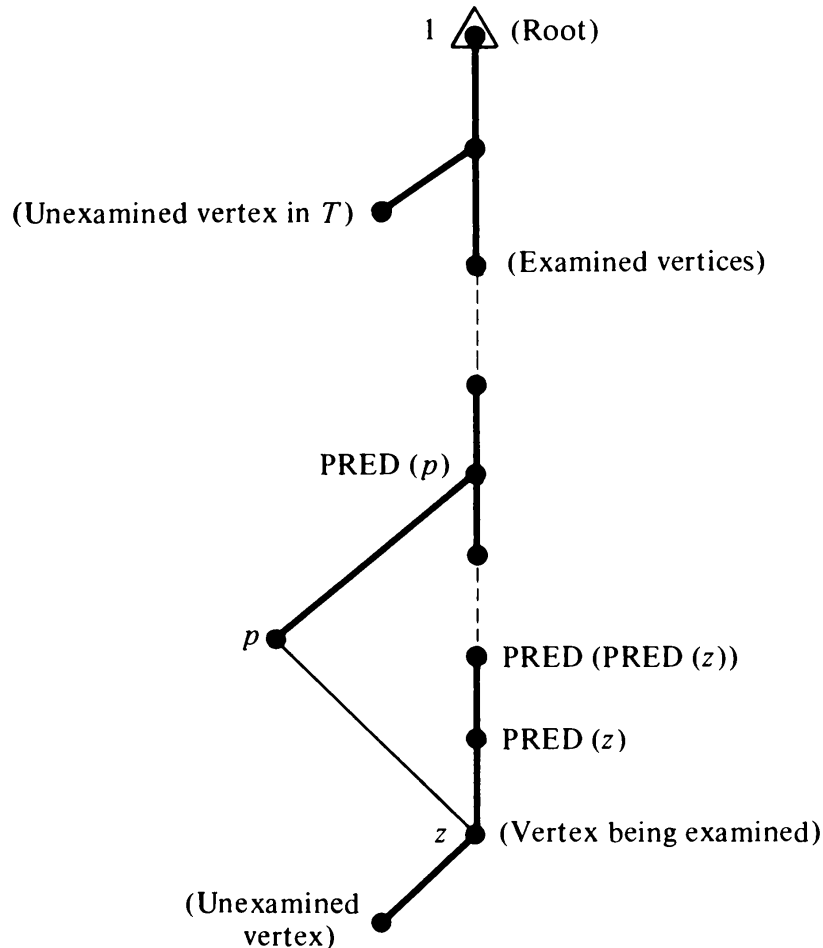 1 (Root)
(Unexamined vertex in T)
(Examined vertices)
PRED (p)
p
PRED (PRED (z))
PRED (z)
z (Vertex being examined)
(Unexamined
vertex)